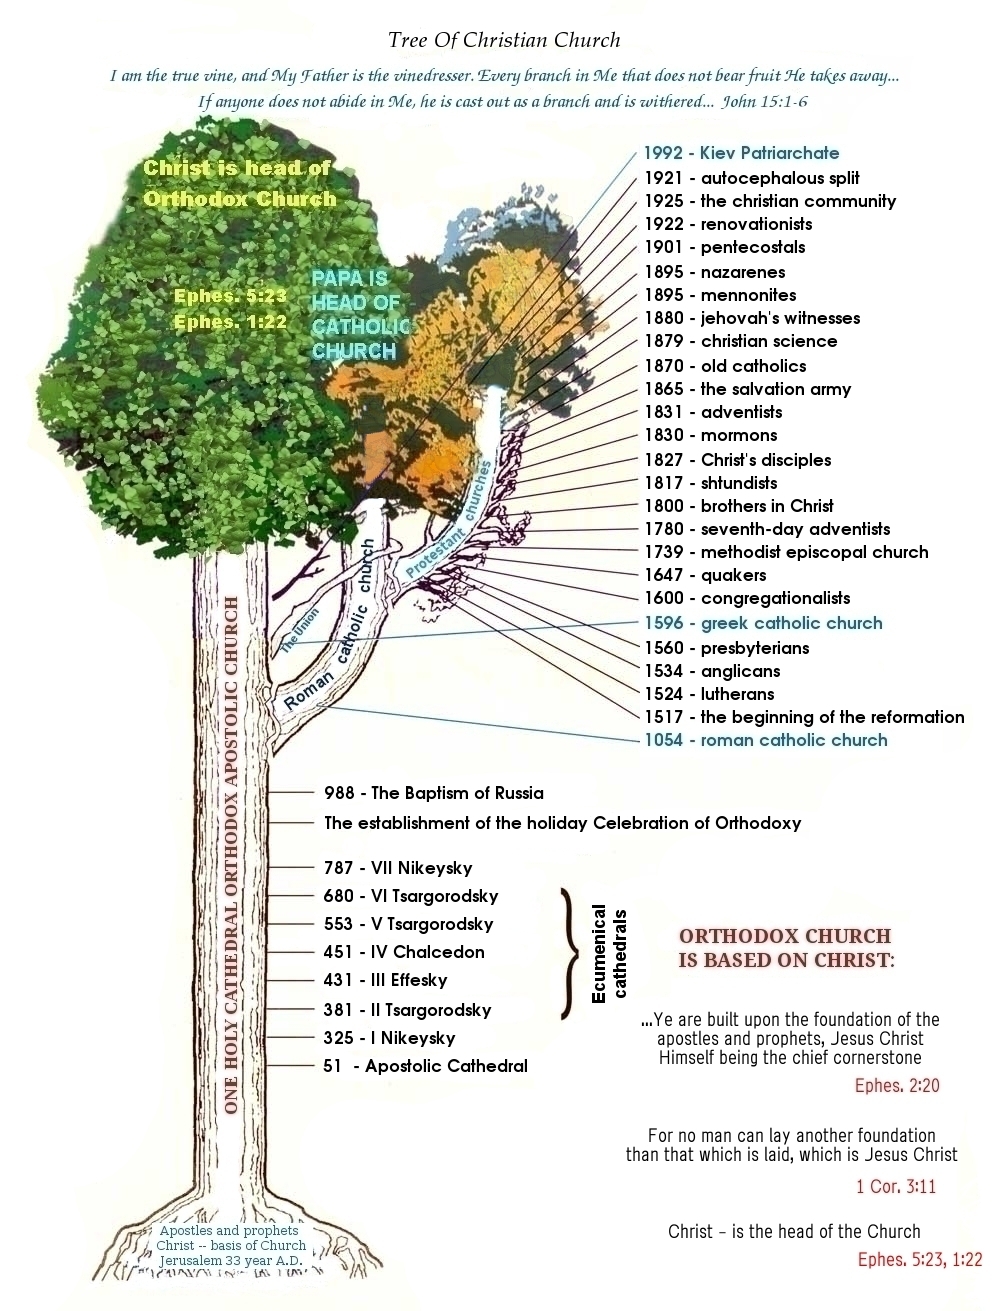 Tree Of Christian Church
I am the true vine, and My Father is the vinedresser. Every branch in Me that does not bear fruit He takes away...
If anyone does not abide in Me, he is cast out as a branch and is withered... John 15:1-6
Christ is head of
Orthodox Church
Ephes. 5:23
Ephes. 1:22
PAPA IS
HEAD OF
CATHOLIC
CHURCH
1992 - Kiev Patriarchate
1921 - autocephalous split
1925 - the christian community
1922 - renovationists
1901 - pentecostals
1895 - nazarenes
1895 - mennonites
1880 - jehovah's witnesses
1879 - christian science
1870 - old catholics
1865 - the salvation army
1831 - adventists
1830 - mormons
1827 - Christ's disciples
1817 - shtundists
1800 - brothers in Christ
1780 - seventh-day adventists
1739 - methodist episcopal church
1647 - quakers
1600 - congregationalists
1596 - greek catholic church
1560 - presbyterians
1534 - anglicans
1524 - lutherans
1517 - the beginning of the reformation
1054 - roman catholic church
Protestant churches
The Union
Roman catholic church
ONE HOLY CATHEDRAL ORTHODOX APOSTOLIC CHURCH
988 - The Baptism of Russia
The establishment of the holiday Celebration of Orthodoxy
787 - VII Nikeysky
680 - VI Tsargorodsky
553 - V Tsargorodsky
451 - IV Chalcedon
431 - III Effesky
381 - II Tsargorodsky
325 - I Nikeysky
51 - Apostolic Cathedral
Ecumenical
cathedrals
ORTHODOX CHURCH
IS BASED ON CHRIST:
...Ye are built upon the foundation of the
apostles and prophets, Jesus Christ
Himself being the chief cornerstone
Ephes. 2:20
For no man can lay another foundation
than that which is laid, which is Jesus Christ
1 Cor. 3:11
Christ - is the head of the Church
Ephes. 5:23, 1:22
Apostles and prophets
Christ -- basis of Church
Jerusalem 33 year A.D.